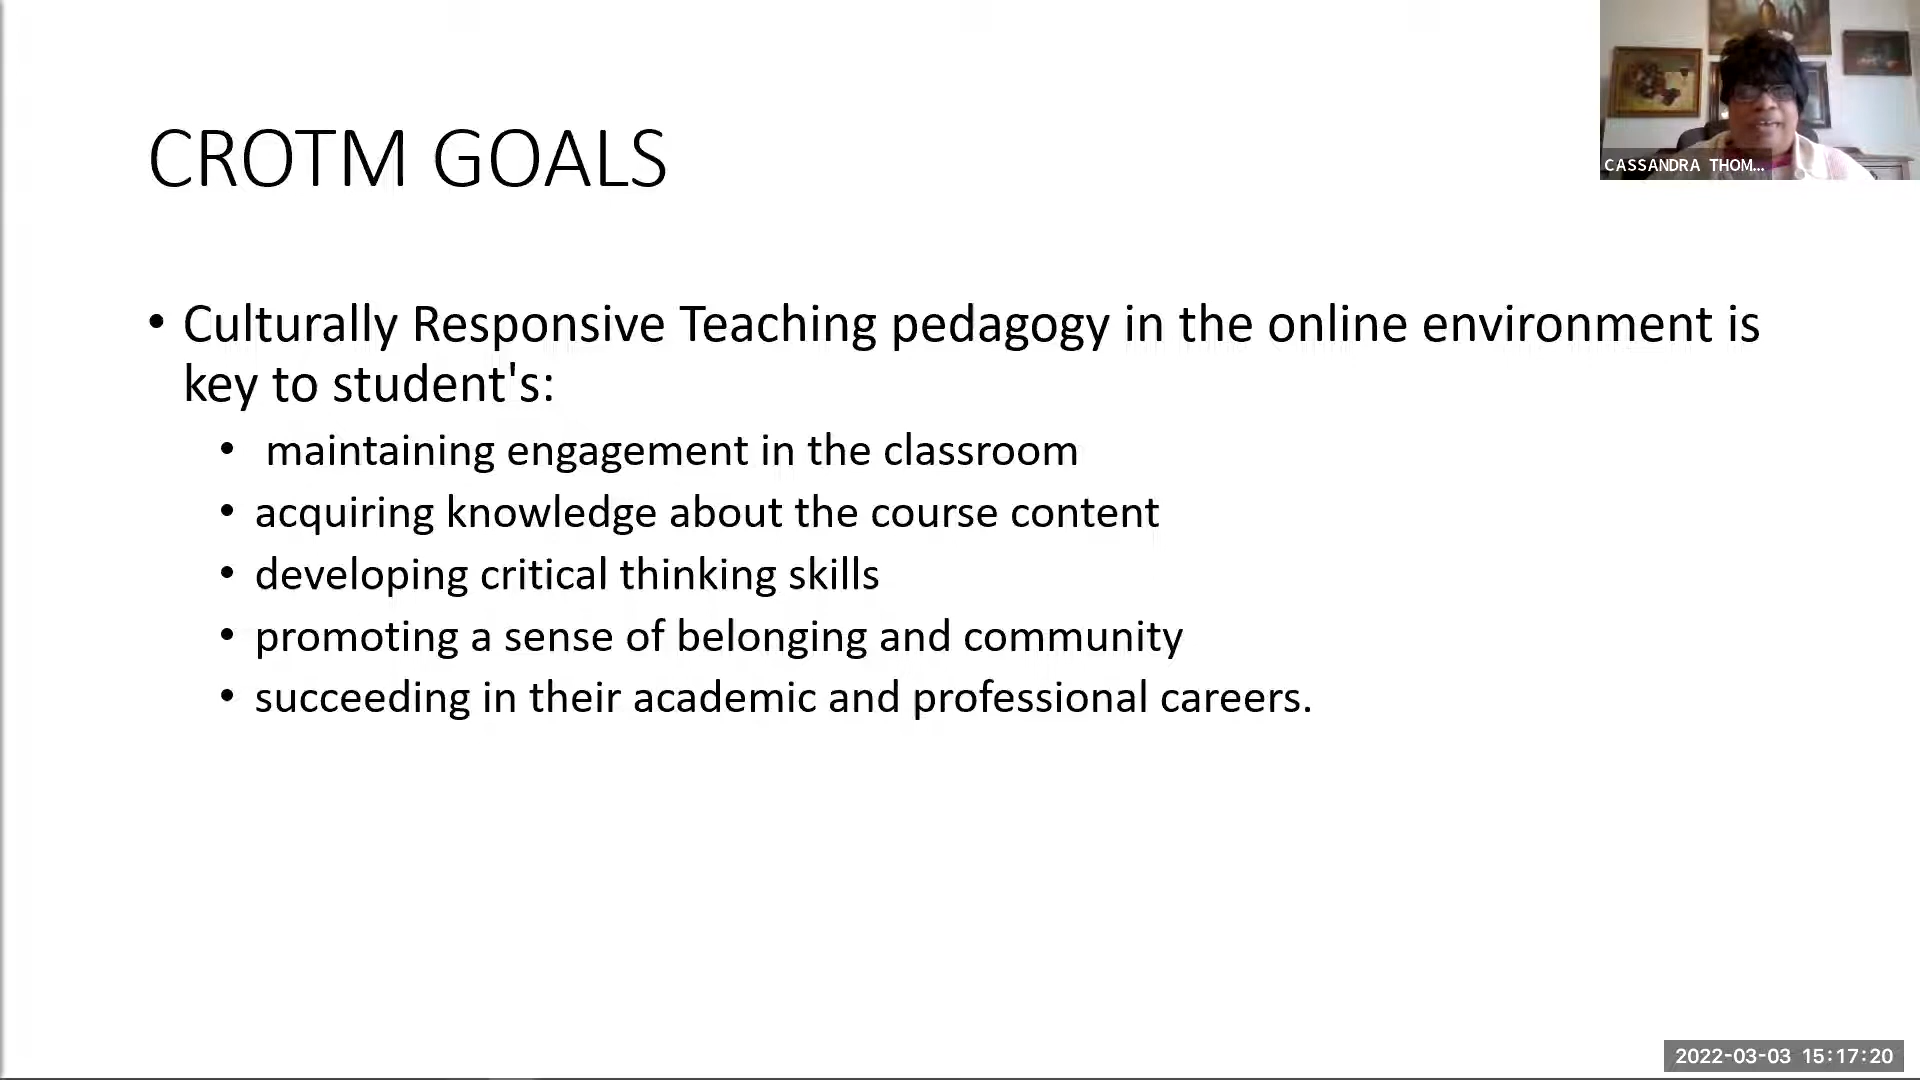 CROTM GOALS
• Culturally Responsive Teaching pedagogy in the online environment is
key to student's:
• maintaining engagement in the classroom
• acquiring knowledge about the course content
• developing critical thinking skills
• promoting a sense of belonging and community
• succeeding in their academic and professional careers.
CASSANDRA THOM...
2022-03-03 15:17:20